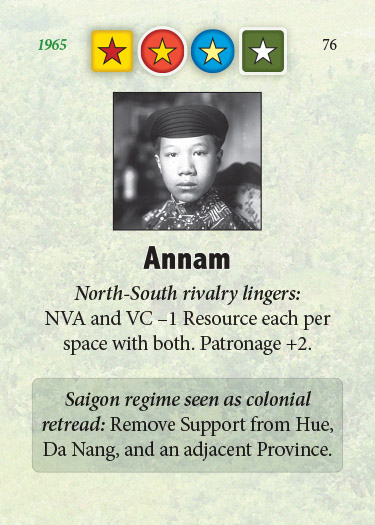 1965 76
Annam
North-South rivalry lingers:
NVA and VC –1 Resource each per
space with both. Patronage +2.
Saigon regime seen as colonial
retread: Remove Support from Hue,
Da Nang, and an adjacent Province.